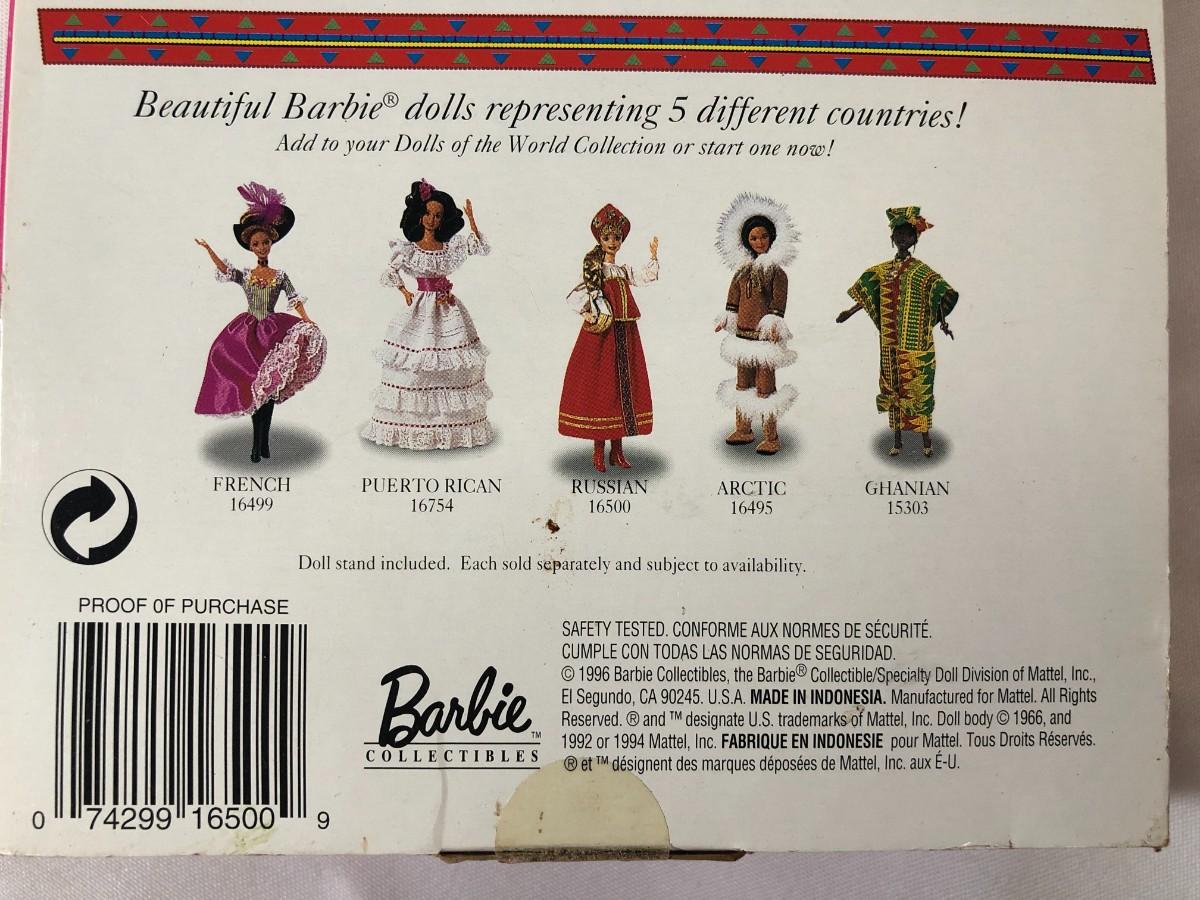 Beautiful Barbie® dolls representing 5 different countries!
Add to your Dolls of the World Collection or start one now!
FRENCH
16499
PUERTO RICAN
16754
RUSSIAN
16500
ARCTIC
16495
GHANIAN
15303
Doll stand included. Each sold separately and subject to availability.
PROOF OF PURCHASE
0 74299 16500 9
Barbie™
COLLECTIBLES
SAFETY TESTED. CONFORME AUX NORMES DE SÉCURITÉ.
CUMPLE CON TODAS LAS NORMAS DE SEGURIDAD.
© 1996 Barbie Collectibles, the Barbie® Collectible/Specialty Doll Division of Mattel, Inc.,
El Segundo, CA 90245. U.S.A. MADE IN INDONESIA. Manufactured for Mattel. All Rights
Reserved. ® and ™ designate U.S. trademarks of Mattel, Inc. Doll body © 1966, and
1992 or 1994 Mattel, Inc. FABRIQUE EN INDONESIE pour Mattel. Tous Droits Réservés.
® et ™ désignent des marques déposées de Mattel, Inc. aux É-U.